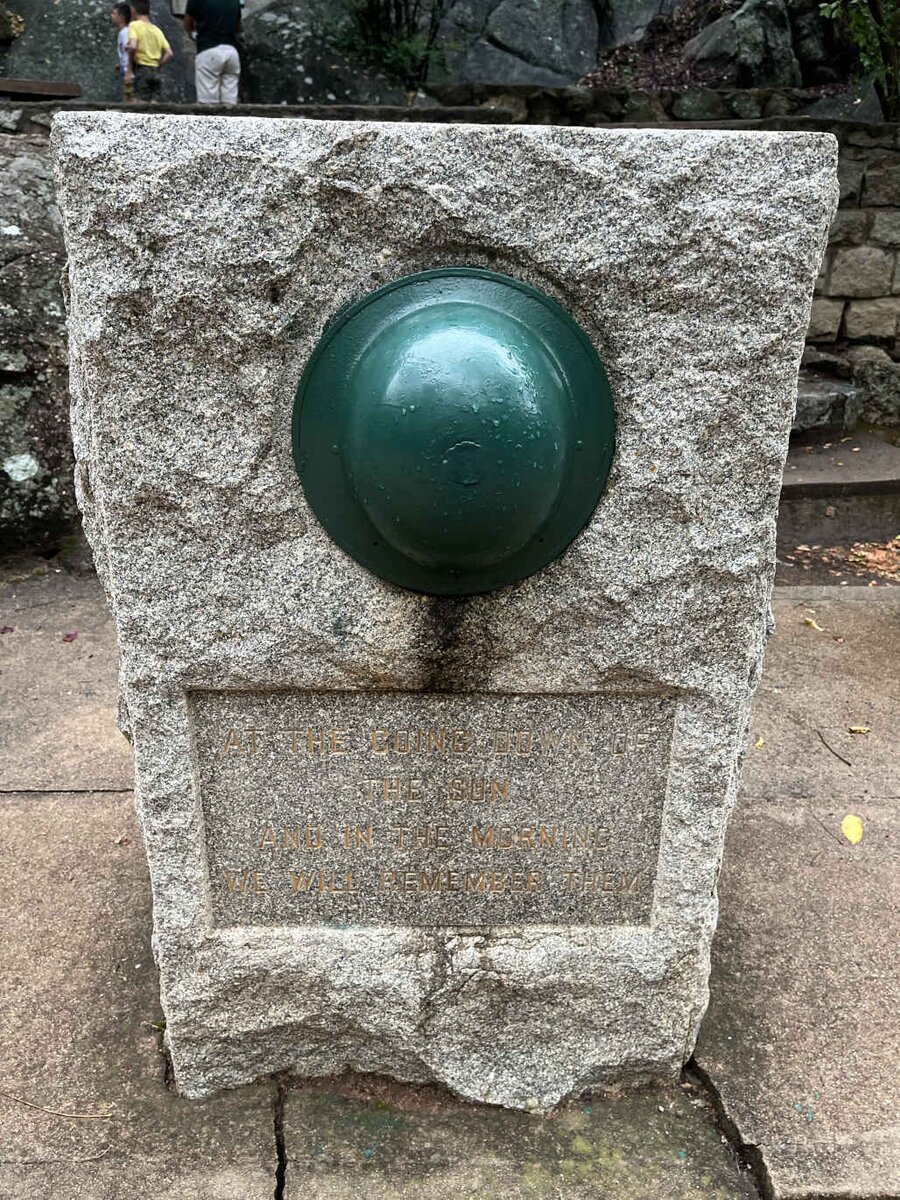 AT THE GOING DOWN OF
THE SUN
AND IN THE MORNING
WE WILL REMEMBER THEM